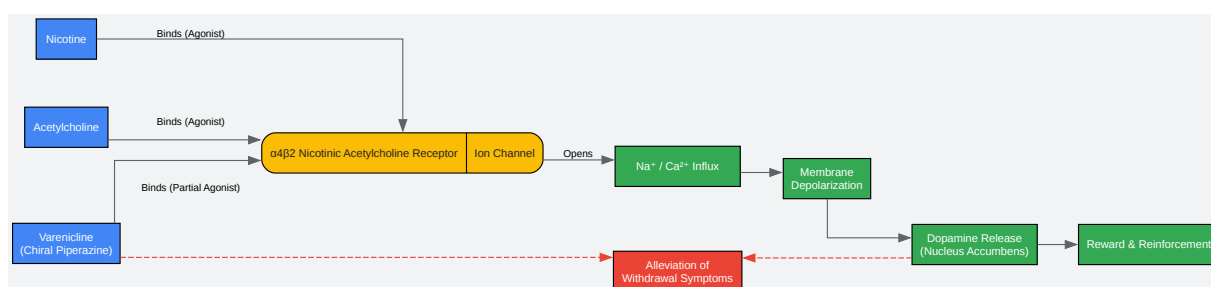 Nicotine
Binds (Agonist)
Acetylcholine
Binds (Agonist)
α4β2 Nicotinic Acetylcholine Receptor
Ion Channel
Opens
Na⁺ / Ca²⁺ Influx
Membrane
Depolarization
Binds (Partial Agonist)
Varenicline
(Chiral Piperazine)
Dopamine Release
(Nucleus Accumbens)
Reward & Reinforcement
Alleviation of
Withdrawal Symptoms